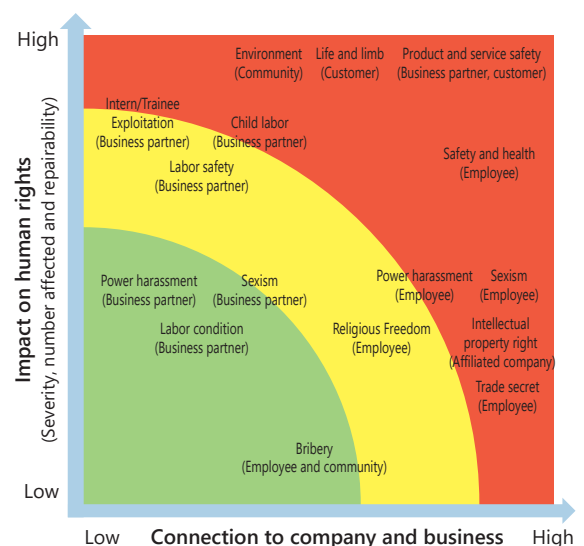 High
Environment
(Community)
Life and limb
(Customer)
Product and service safety
(Business partner, customer)
Intern/Trainee
Exploitation
(Business partner)
Child labor
(Business partner)
Labor safety
(Business partner)
Safety and health
(Employee)
Impact on human rights
(Severity, number affected and repairability)
Power harassment
(Business partner)
Sexism
(Business partner)
Power harassment
(Employee)
Sexism
(Employee)
Labor condition
(Business partner)
Religious Freedom
(Employee)
Intellectual
property right
(Affiliated company)
Trade secret
(Employee)
Bribery
(Employee and community)
Low
Low
Connection to company and business
High